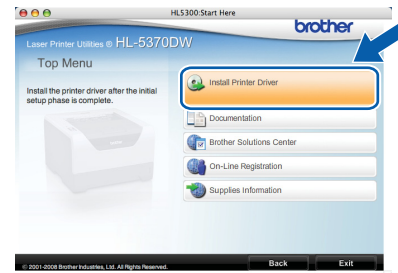 HL5300:Start Here
brother
Laser Printer Utilities ® HL-5370DW
Top Menu
Install the printer driver after the initial
setup phase is complete.
Install Printer Driver
Documentation
Brother Solutions Center
On-Line Registration
Supplies Information
© 2001-2008 Brother Industries, Ltd. All Rights Reserved.
Back
Exit